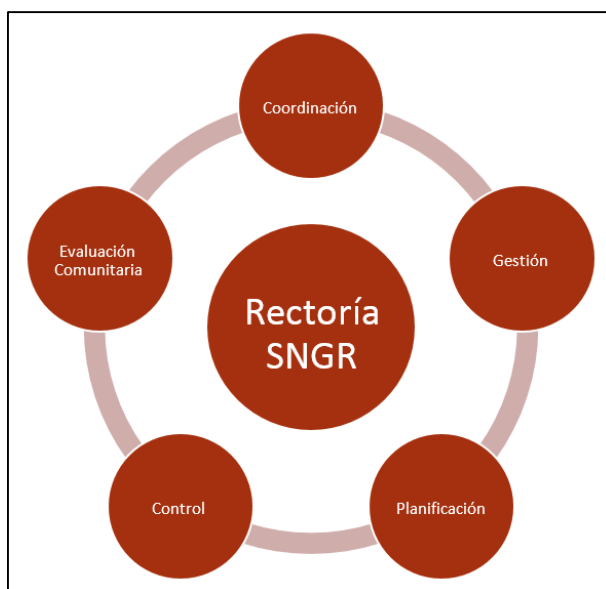 Coordinación
Evaluación
Comunitaria
Gestión
Rectoría
SNGR
Control
Planificación